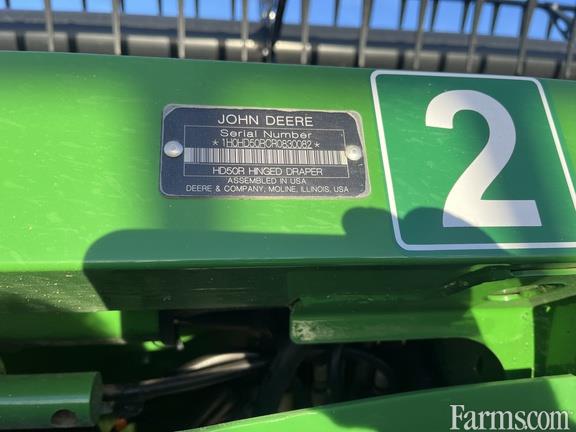 JOHN DEERE
Serial Number
*1H0HD50RCR0830082*
HD50R HINGED DRAPER
ASSEMBLED IN USA
DEERE & COMPANY, MOLINE, ILLINOIS, USA
2
Farms.com